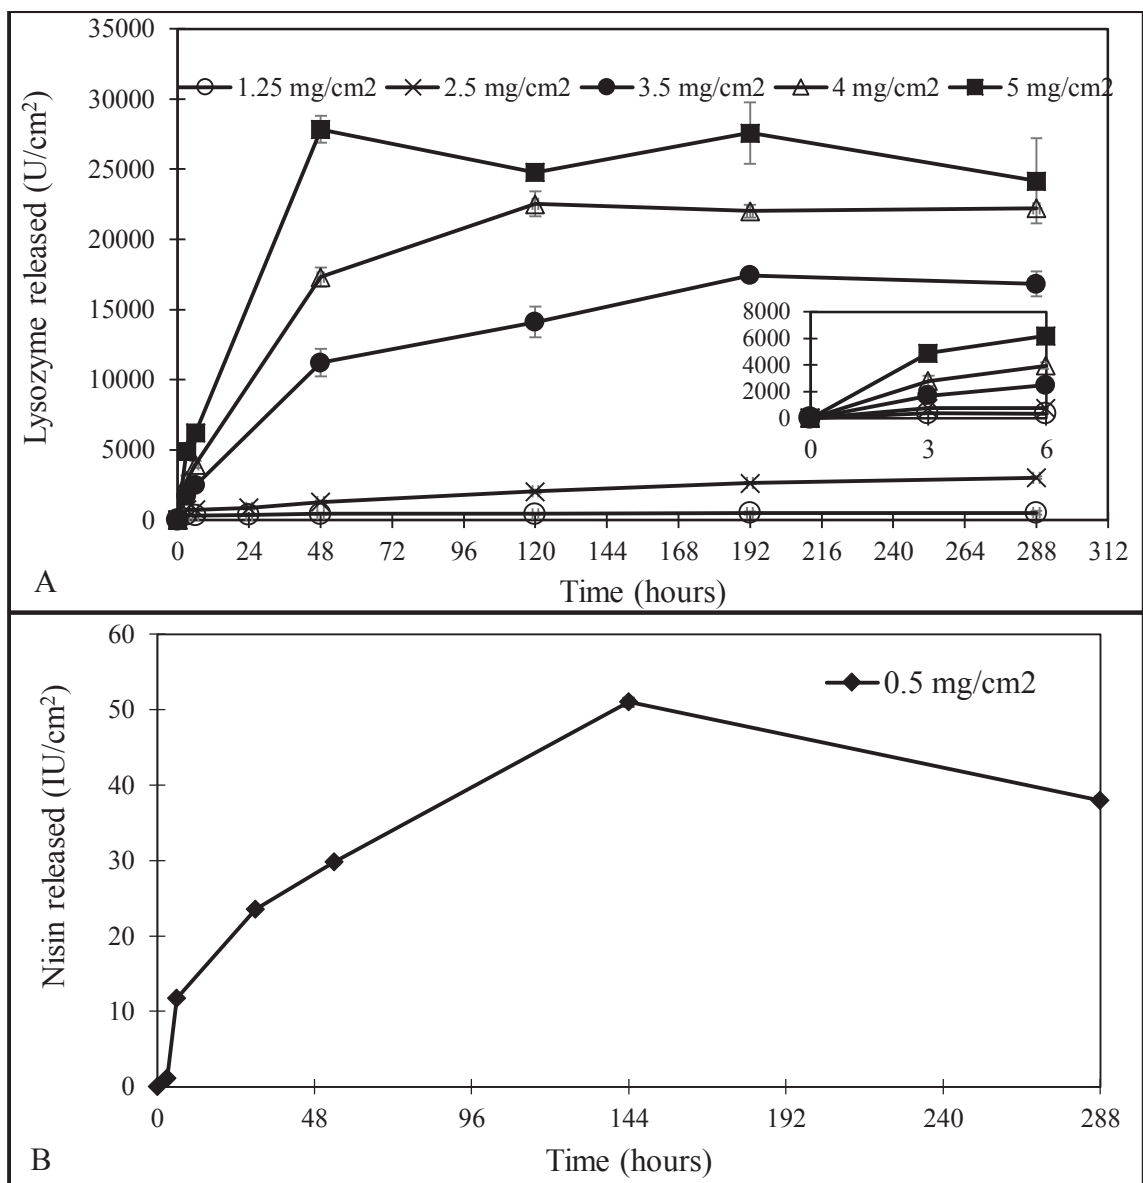 35000
30000
25000
20000
15000
10000
5000
0
Lysozyme released (U/cm²)
1.25 mg/cm2 2.5 mg/cm2 3.5 mg/cm2 4 mg/cm2 5 mg/cm2
8000
6000
4000
2000
0
0 3 6
0 24 48 72 96 120 144 168 192 216 240 264 288 312
Time (hours)
A
60
50
40
30
20
10
0
Nisin released (IU/cm²)
0.5 mg/cm2
0 48 96 144 192 240 288
Time (hours)
B